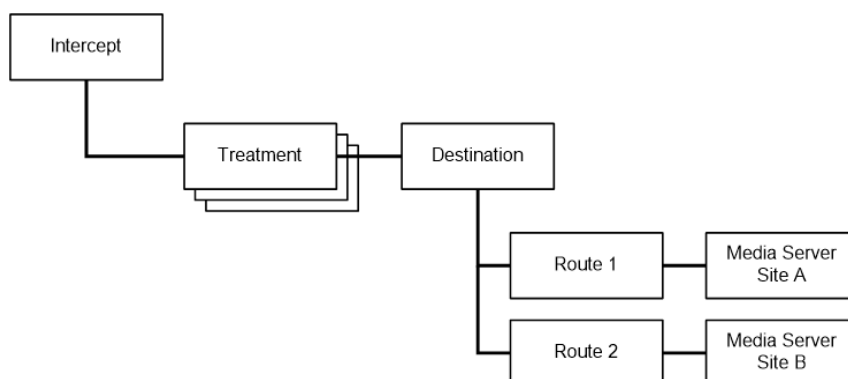 Intercept
Treatment
Destination
Route 1
Media Server
Site A
Route 2
Media Server
Site B